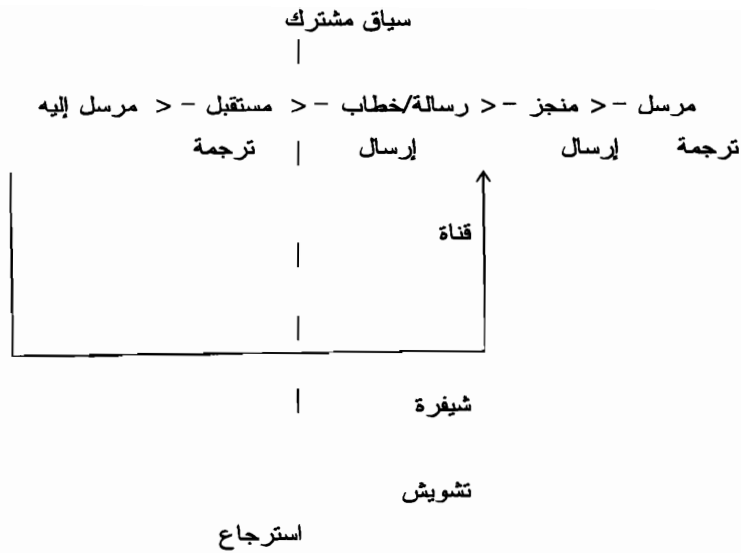 سياق مشترك
مرسل -> منجز -> رسالة/خطاب -> مستقبل -> مرسل إليه
ترجمة إرسال إرسال ترجمة
قناة
شيفرة
تشويش
استرجاع